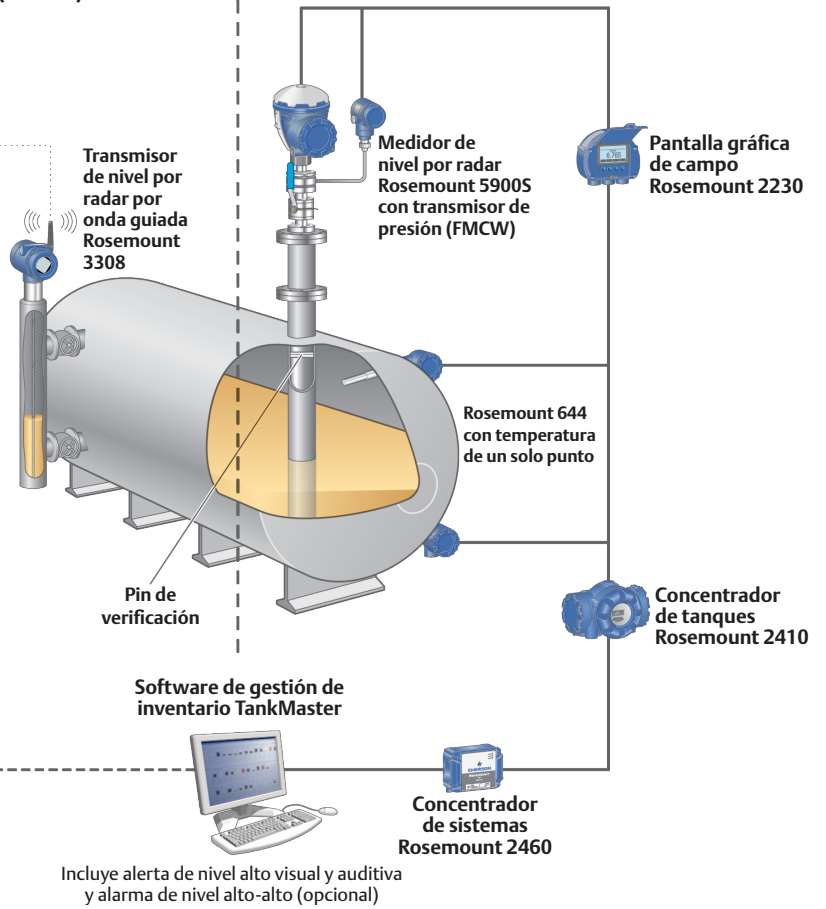 Transmisor
de nivel por
radar por
onda guiada
Rosemount
3308
Medidor de
nivel por radar
Rosemount 5900S
con transmisor de
presión (FMCW)
6.765
Pantalla gráfica
de campo
Rosemount 2230
Rosemount 644
con temperatura
de un solo punto
Pin de
verificación
Concentrador
de tanques
Rosemount 2410
Software de gestión de
inventario TankMaster
EMERSON
Concentrador
de sistemas
Rosemount 2460
Incluye alerta de nivel alto visual y auditiva
y alarma de nivel alto-alto (opcional)